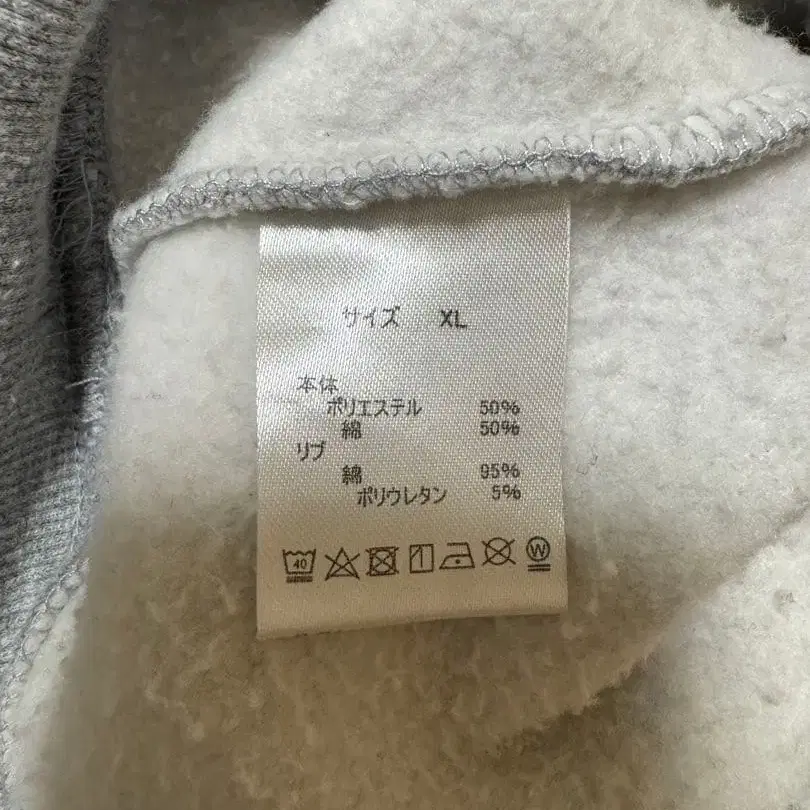 サイズ XL
本体
ポリエステル 50%
綿 50%
リブ
綿 95%
ポリウレタン 5%
40 W